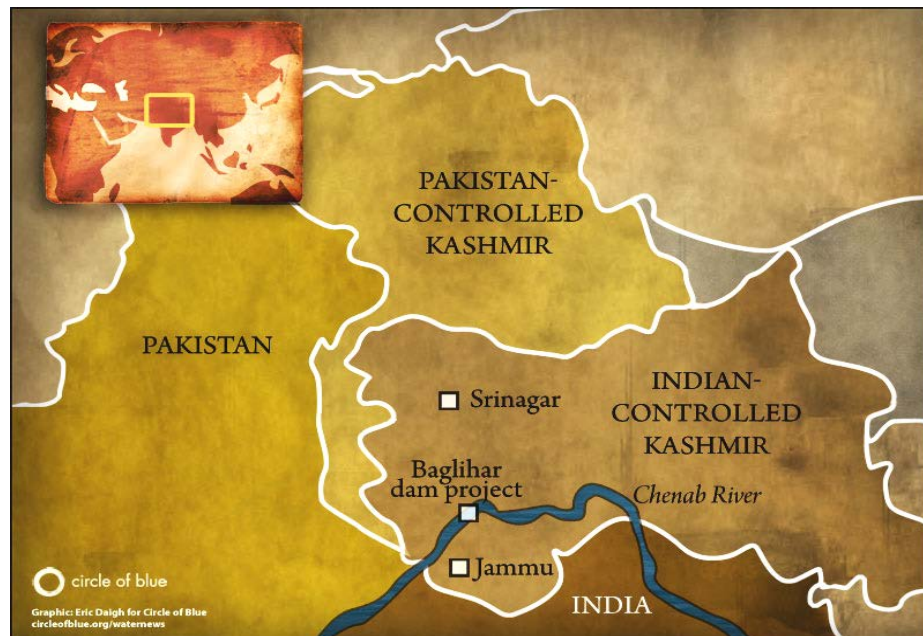 PAKISTAN-
CONTROLLED
KASHMIR
PAKISTAN
INDIAN-
CONTROLLED
KASHMIR
Srinagar
Baglihar
dam project
Chenab River
Jammu
INDIA
circle of blue
Graphic: Eric Daigh for Circle of Blue
circleofblue.org/waternews